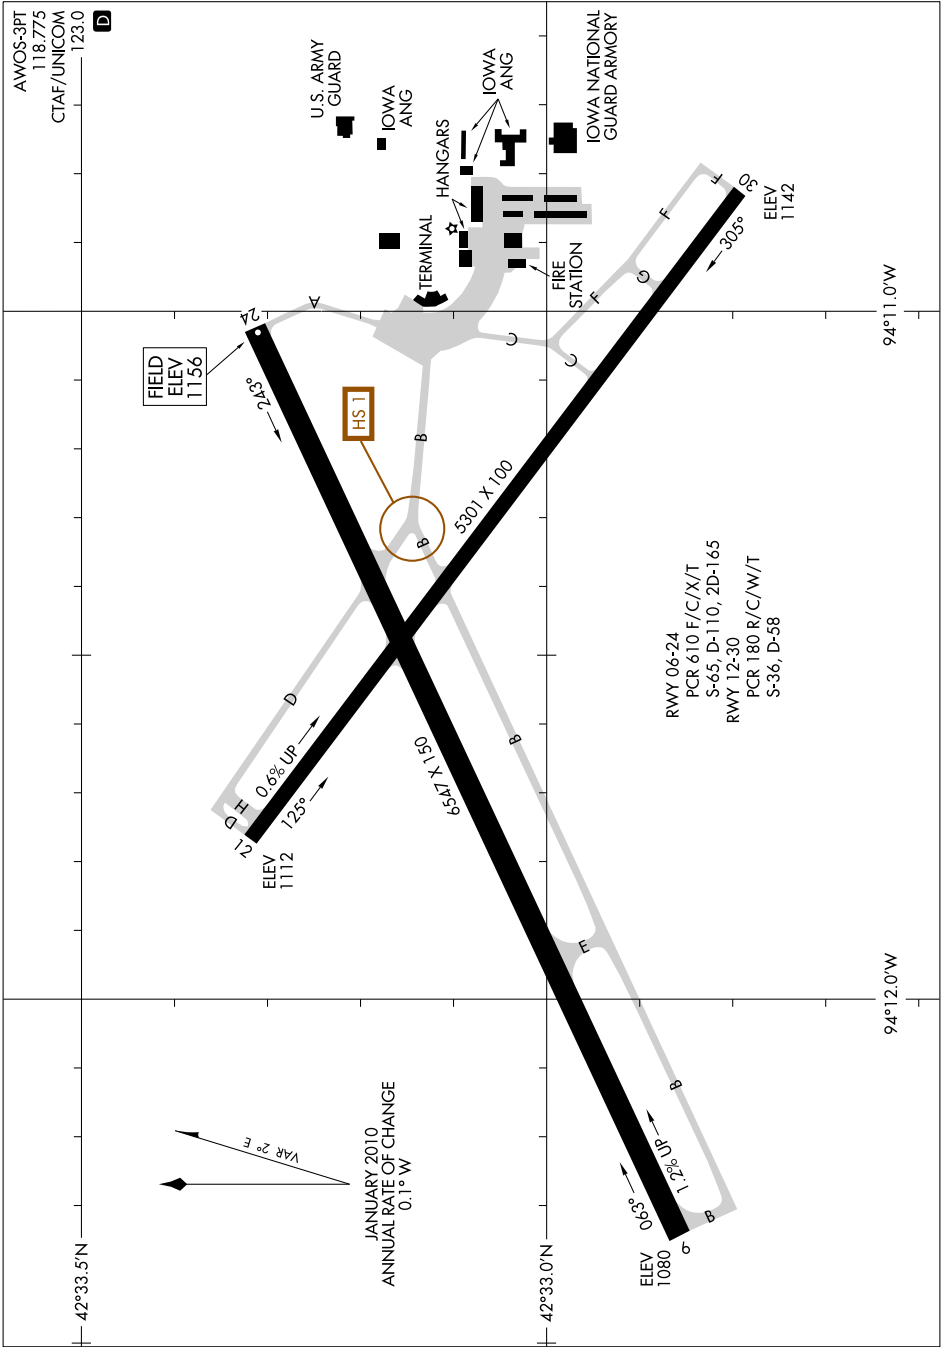 AWOS-3PT
118.775
CTAF/UNICOM
123.0
D
U.S. ARMY
GUARD
IOWA
ANG
IOWA
ANG
HANGARS
IOWA NATIONAL
GUARD ARMORY
TERMINAL
FIRE
STATION
FIELD
ELEV
1156
24
243°
A
HS 1
B
B
C
C
F
F
F
G
30
ELEV
1142
305°
94°11.0'W
5301 X 100
D
D
H
0.6% UP
12
125°
ELEV
1112
6547 X 150
B
E
B
B
RWY 06-24
PCR 610 F/C/X/T
S-65, D-110, 2D-165
RWY 12-30
PCR 180 R/C/W/T
S-36, D-58
94°12.0'W
VAR 2° E
JANUARY 2010
ANNUAL RATE OF CHANGE
0.1° W
42°33.5'N
42°33.0'N
063°
1.2% UP
6
ELEV
1080